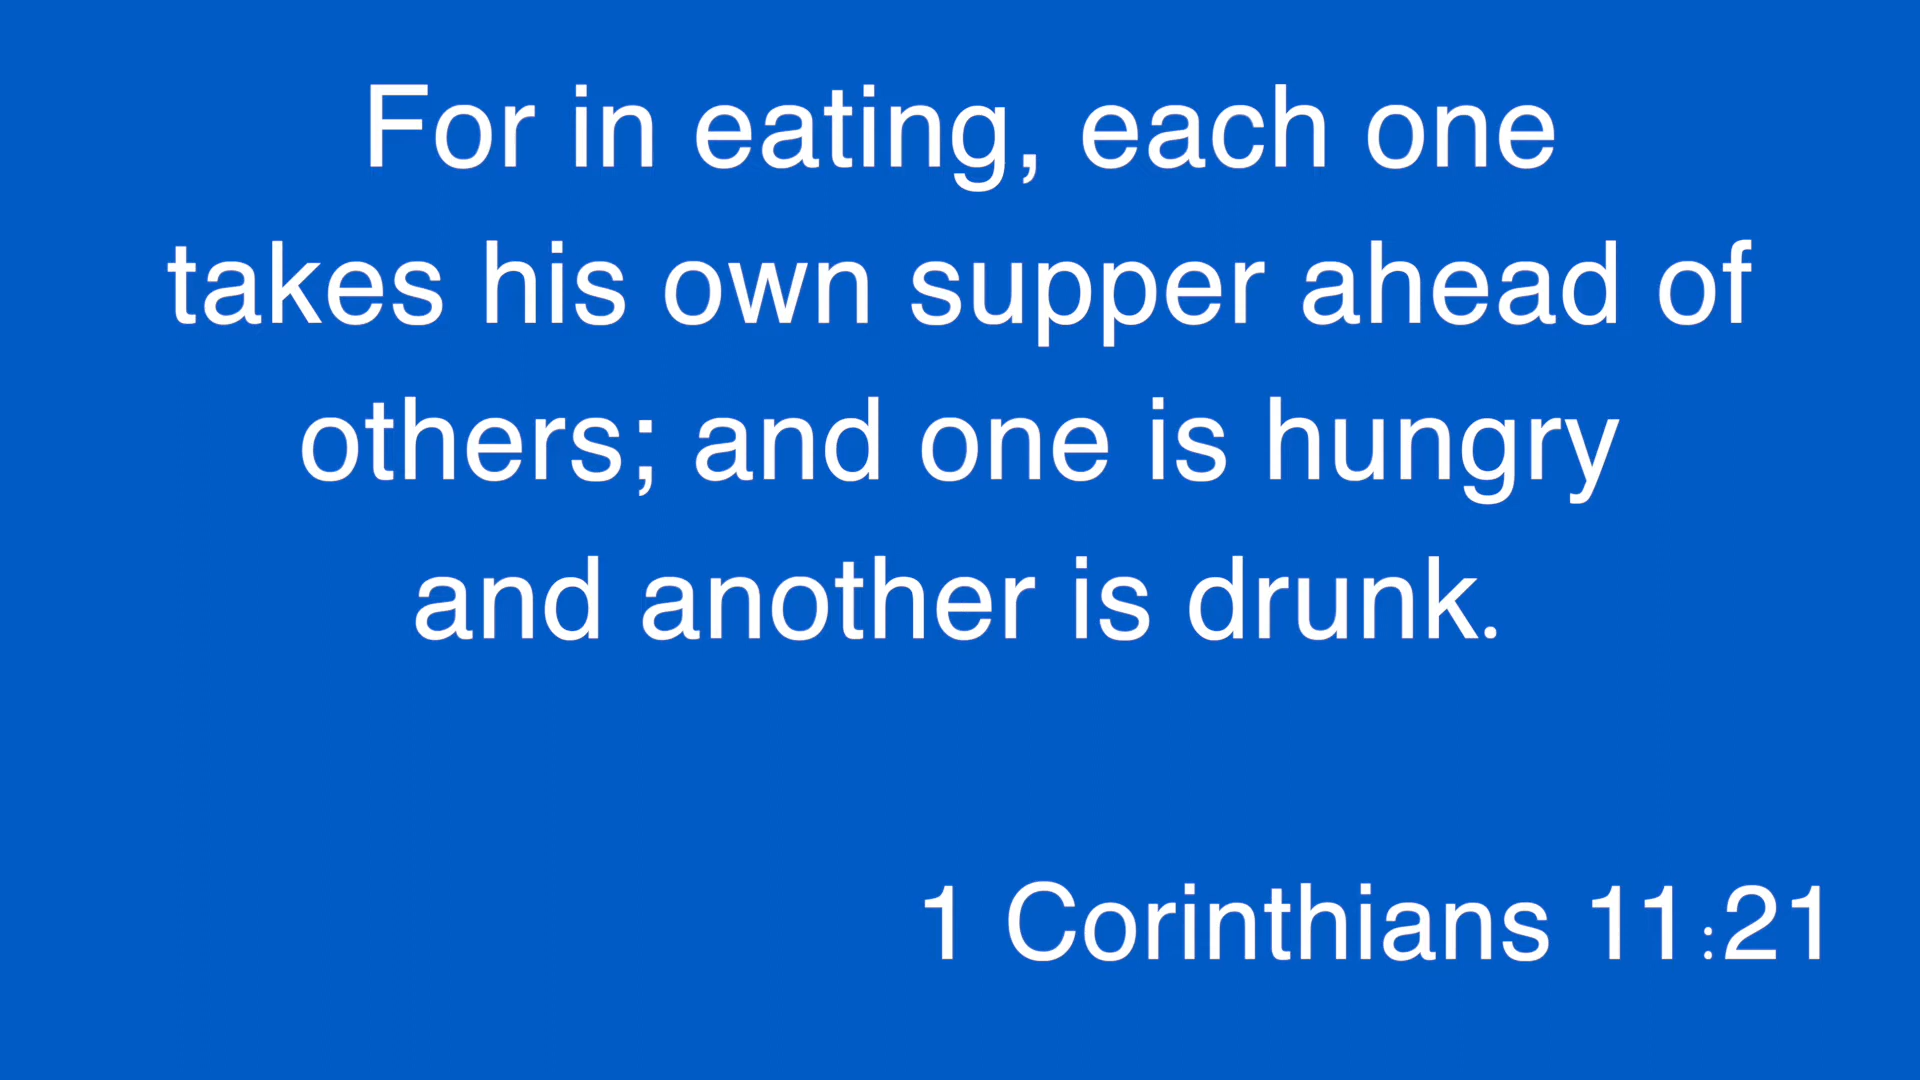 For in eating, each one
takes his own supper ahead of
others; and one is hungry
and another is drunk.
1 Corinthians 11:21